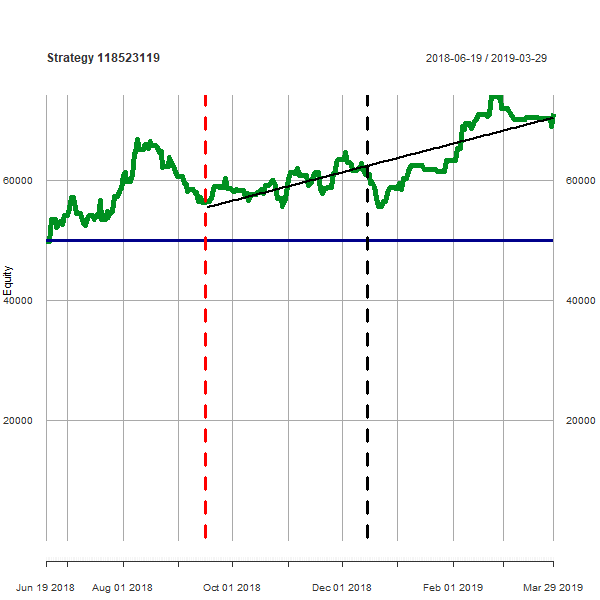 Strategy 118523119
2018-06-19 / 2019-03-29
Equity
60000
60000
40000
40000
20000
20000
Jun 19 2018
Aug 01 2018
Oct 01 2018
Dec 01 2018
Feb 01 2019
Mar 29 2019